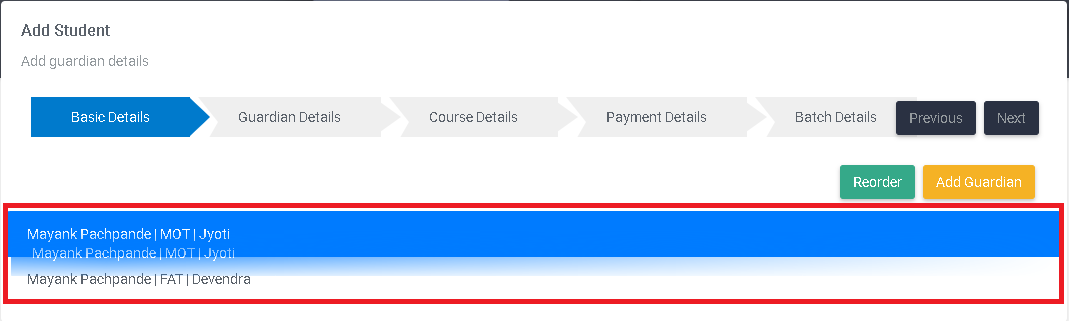 Add Student
Add guardian details
Basic Details Guardian Details Course Details Payment Details Batch Details Previous Next
Reorder Add Guardian
Mayank Pachpande | MOT | Jyoti
Mayank Pachpande | MOT | Jyoti
Mayank Pachpande | FAT | Devendra